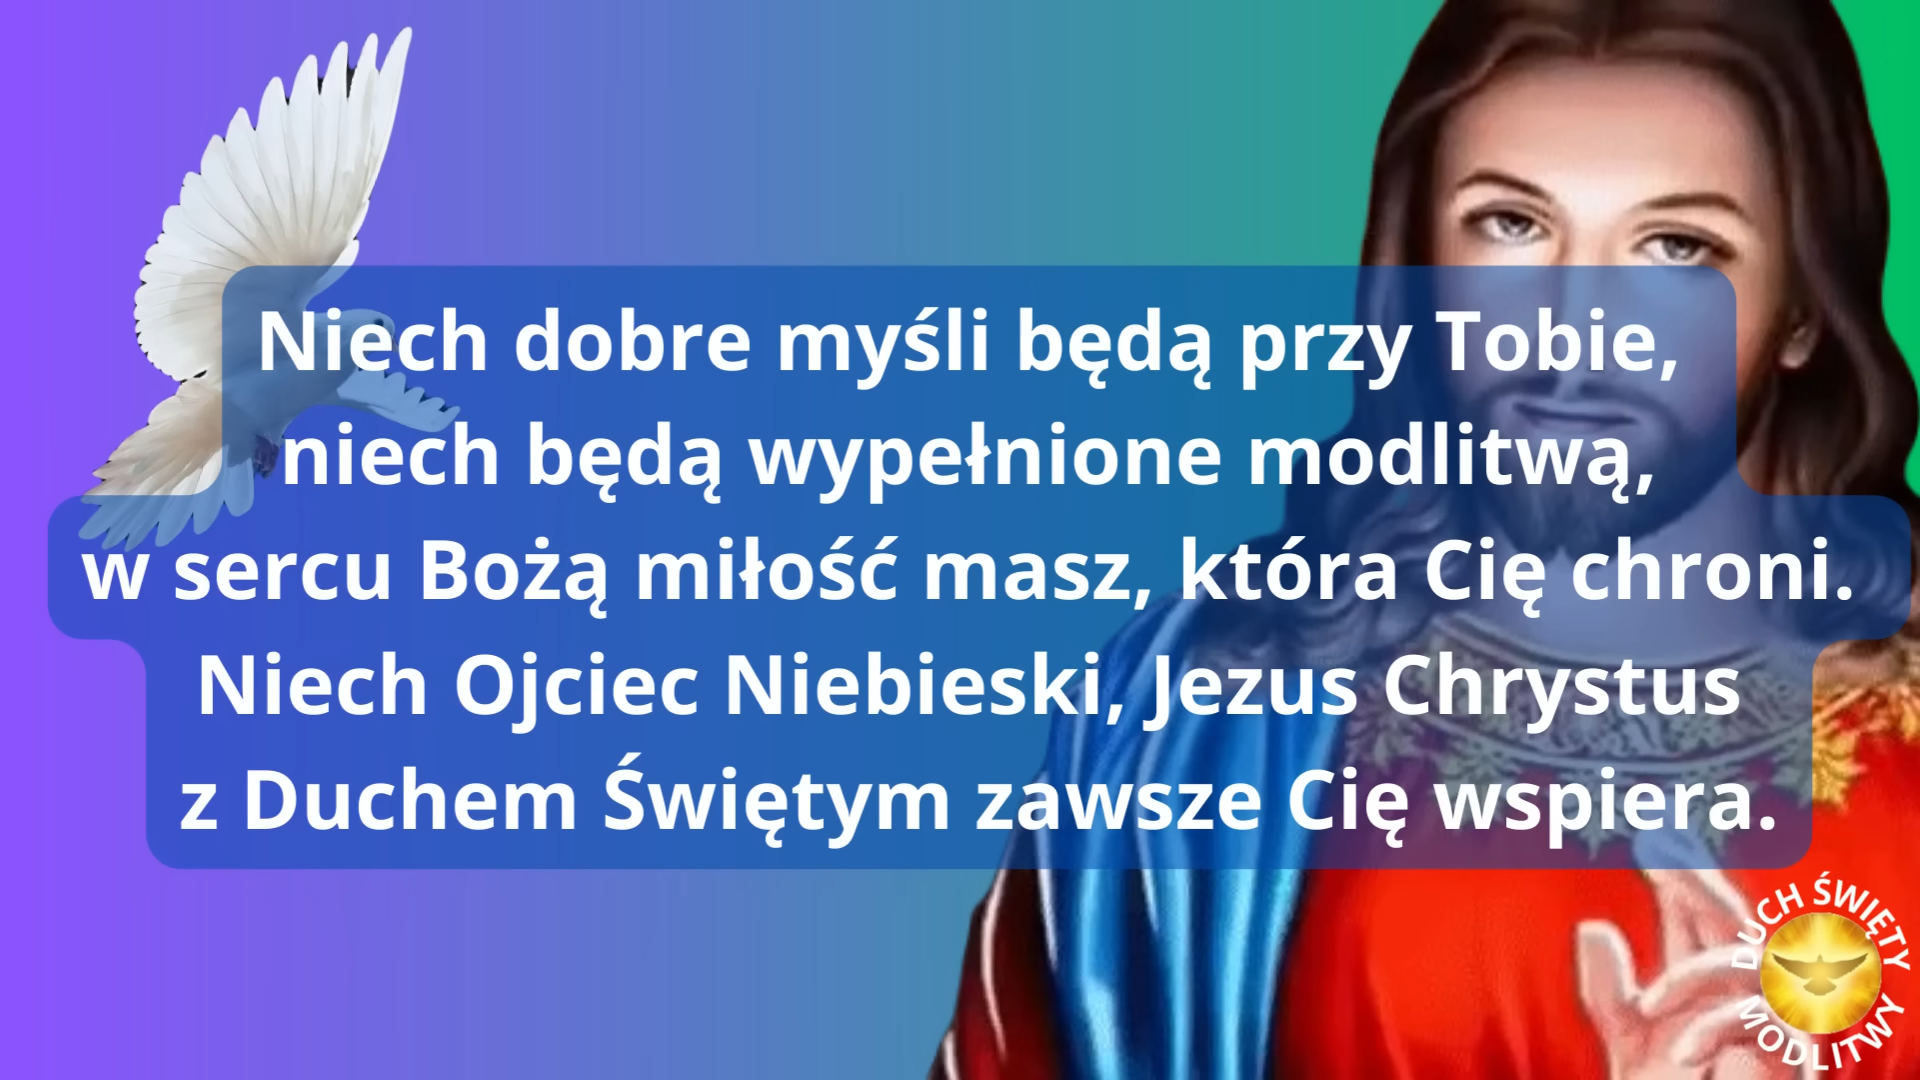 Niech dobre myśli będą przy Tobie,
niech będą wypełnione modlitwą,
w sercu Bożą miłość masz, która Cię chroni.
Niech Ojciec Niebieski, Jezus Chrystus
z Duchem Świętym zawsze Cię wspiera.
DUCH ŚWIĘTY
MODLITWY